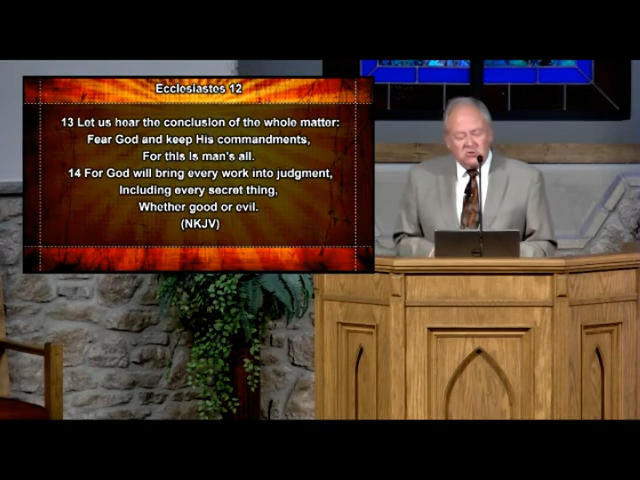 Ecclesiastes 12
13 Let us hear the conclusion of the whole matter:
Fear God and keep His commandments,
For this is man's all.
14 For God will bring every work into judgment,
Including every secret thing,
Whether good or evil.
(NKJV)